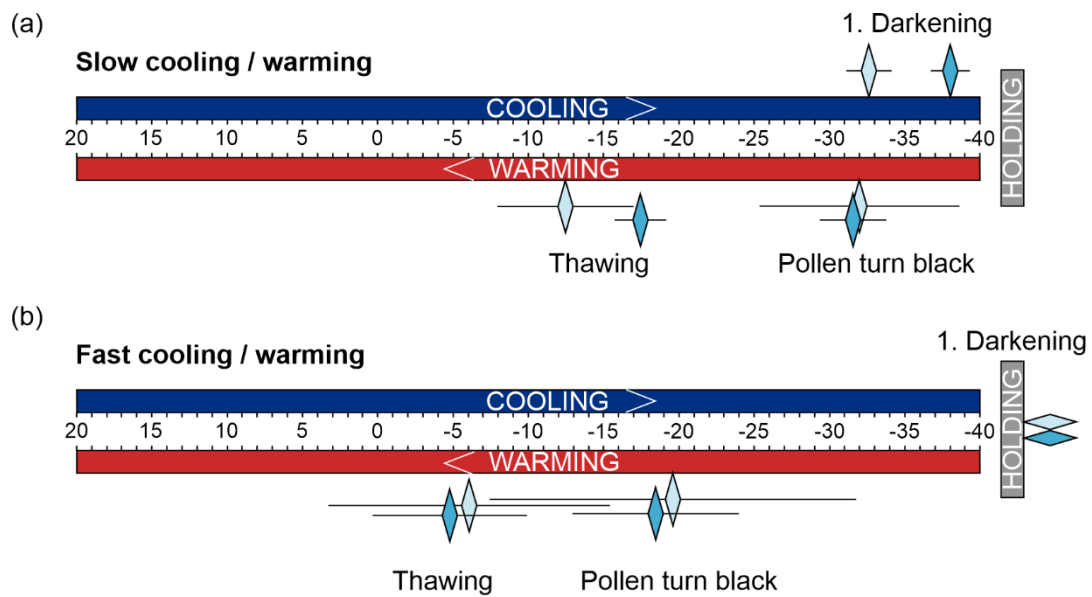 (a)
1. Darkening
Slow cooling / warming
COOLING
20 15 10 5 0 -5 -10 -15 -20 -25 -30 -35 -40
WARMING
HOLDING
Thawing
Pollen turn black
(b)
1. Darkening
Fast cooling / warming
COOLING
20 15 10 5 0 -5 -10 -15 -20 -25 -30 -35 -40
WARMING
HOLDING
Thawing
Pollen turn black